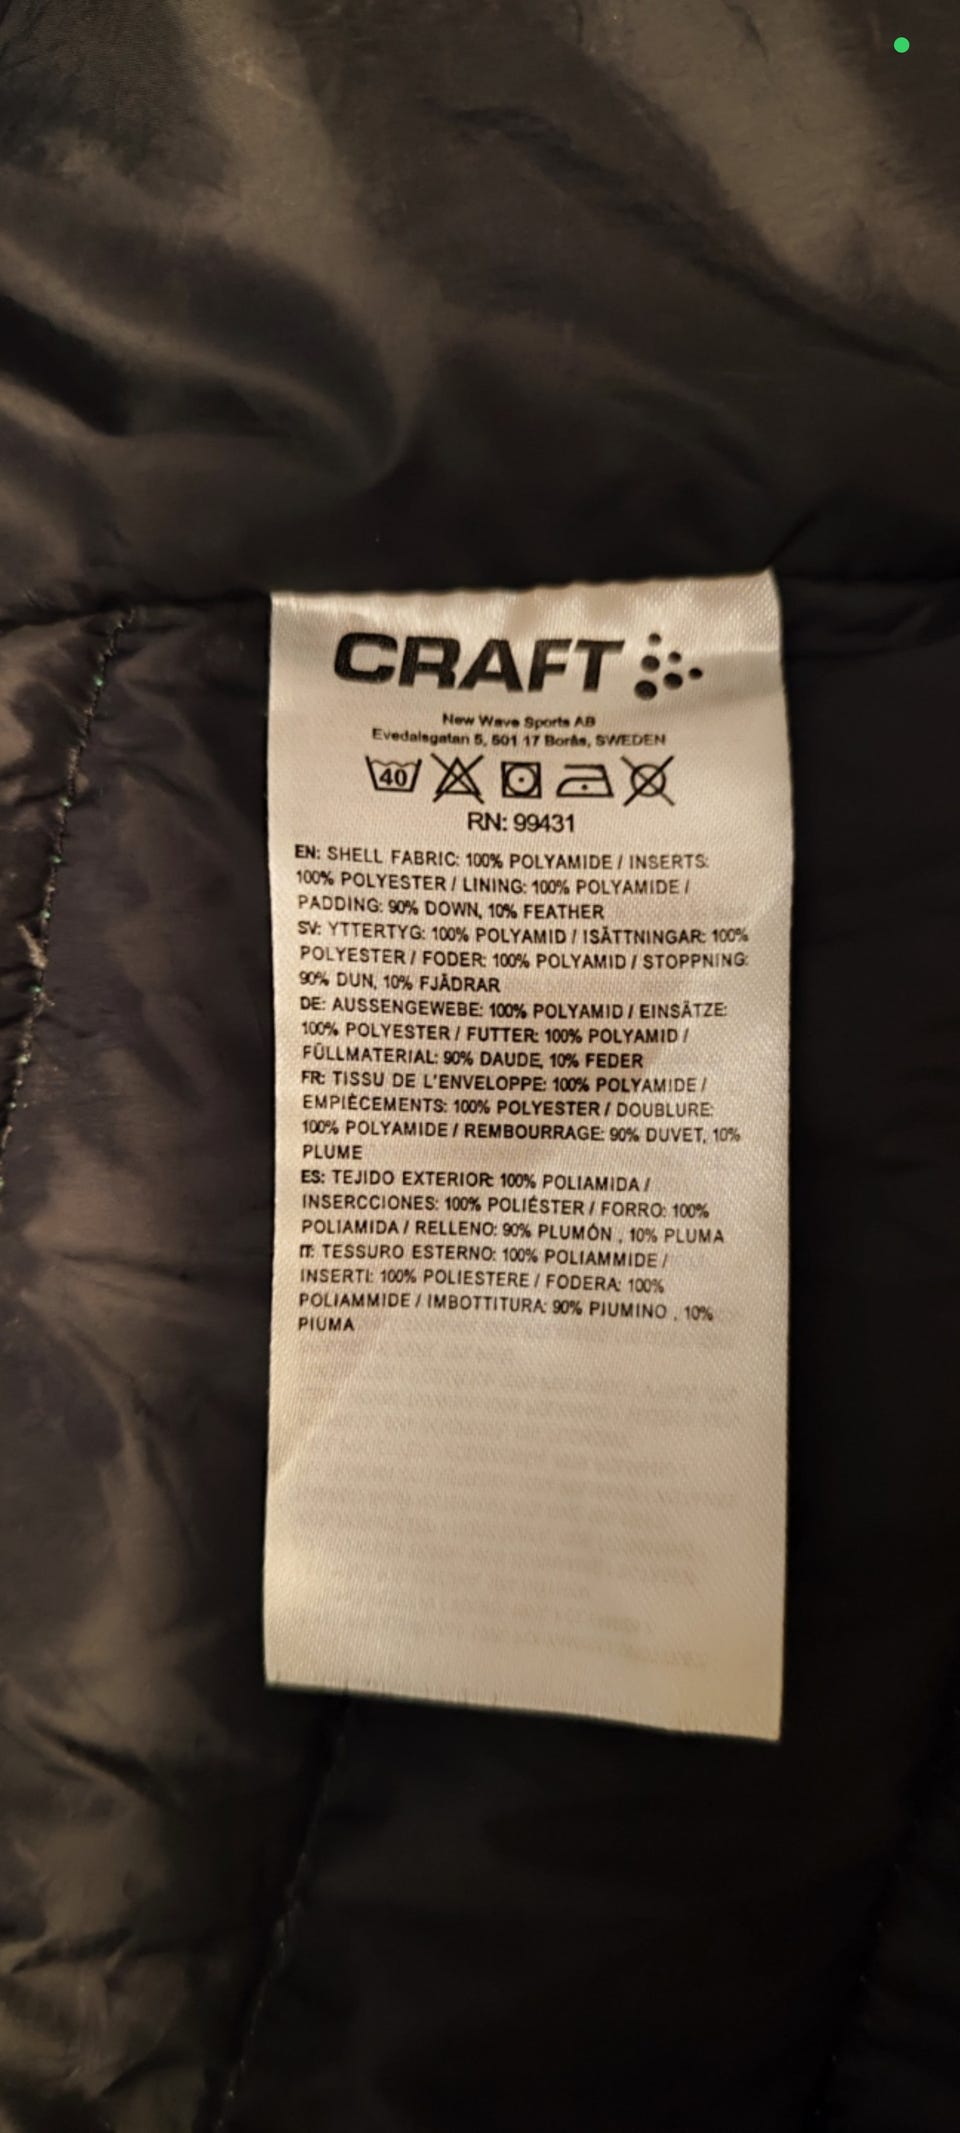 CRAFT
New Wave Sports AB
Evedalsgatan 5, 501 17 Borås, SWEDEN
40
RN: 99431
EN: SHELL FABRIC: 100% POLYAMIDE / INSERTS:
100% POLYESTER / LINING: 100% POLYAMIDE /
PADDING: 90% DOWN, 10% FEATHER
SV: YTTERTYG: 100% POLYAMID / ISÄTTNINGAR: 100%
POLYESTER / FODER: 100% POLYAMID / STOPPNING:
90% DUN, 10% FJÄDRAR
DE: AUSSENGEWEBE: 100% POLYAMID / EINSÄTZE:
100% POLYESTER / FUTTER: 100% POLYAMID /
FÜLLMATERIAL: 90% DAUDE, 10% FEDER
FR: TISSU DE L'ENVELOPPE: 100% POLYAMIDE /
EMPIÈCEMENTS: 100% POLYESTER / DOUBLURE:
100% POLYAMIDE / REMBOURRAGE: 90% DUVET, 10%
PLUME
ES: TEJIDO EXTERIOR: 100% POLIAMIDA /
INSERCCIONES: 100% POLIÉSTER / FORRO: 100%
POLIAMIDA / RELLENO: 90% PLUMÓN , 10% PLUMA
IT: TESSURO ESTERNO: 100% POLIAMMIDE /
INSERTI: 100% POLIESTERE / FODERA: 100%
POLIAMMIDE / IMBOTTITURA: 90% PIUMINO , 10%
PIUMA